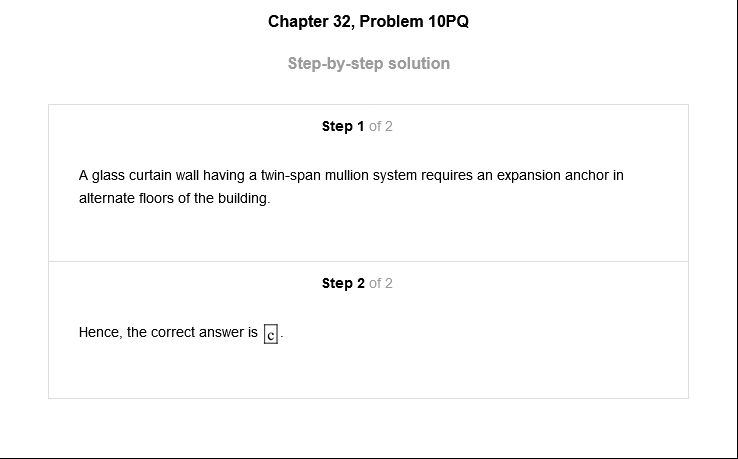 Chapter 32, Problem 10PQ
Step-by-step solution
Step 1 of 2
A glass curtain wall having a twin-span mullion system requires an expansion anchor in
alternate floors of the building.
Step 2 of 2
Hence, the correct answer is c.